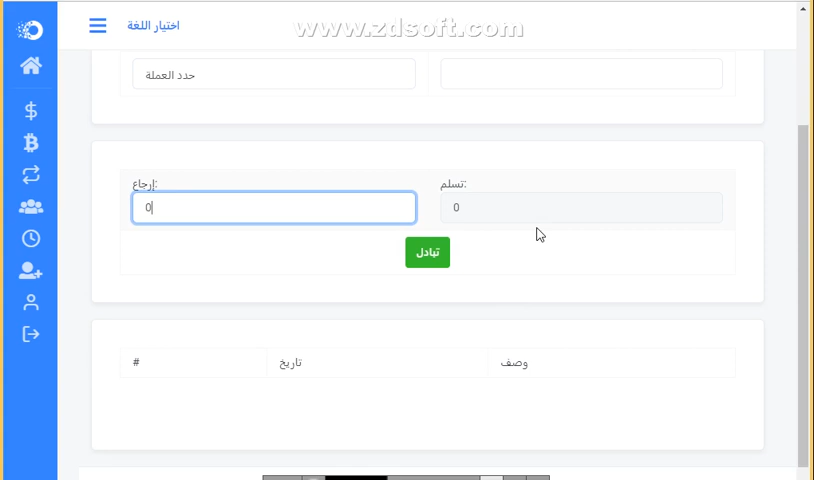 اختيار اللغة
www.zdsoft.com
حدد العملة
إرجاع:
تسلم:
0
0
تبادل
# تاريخ وصف